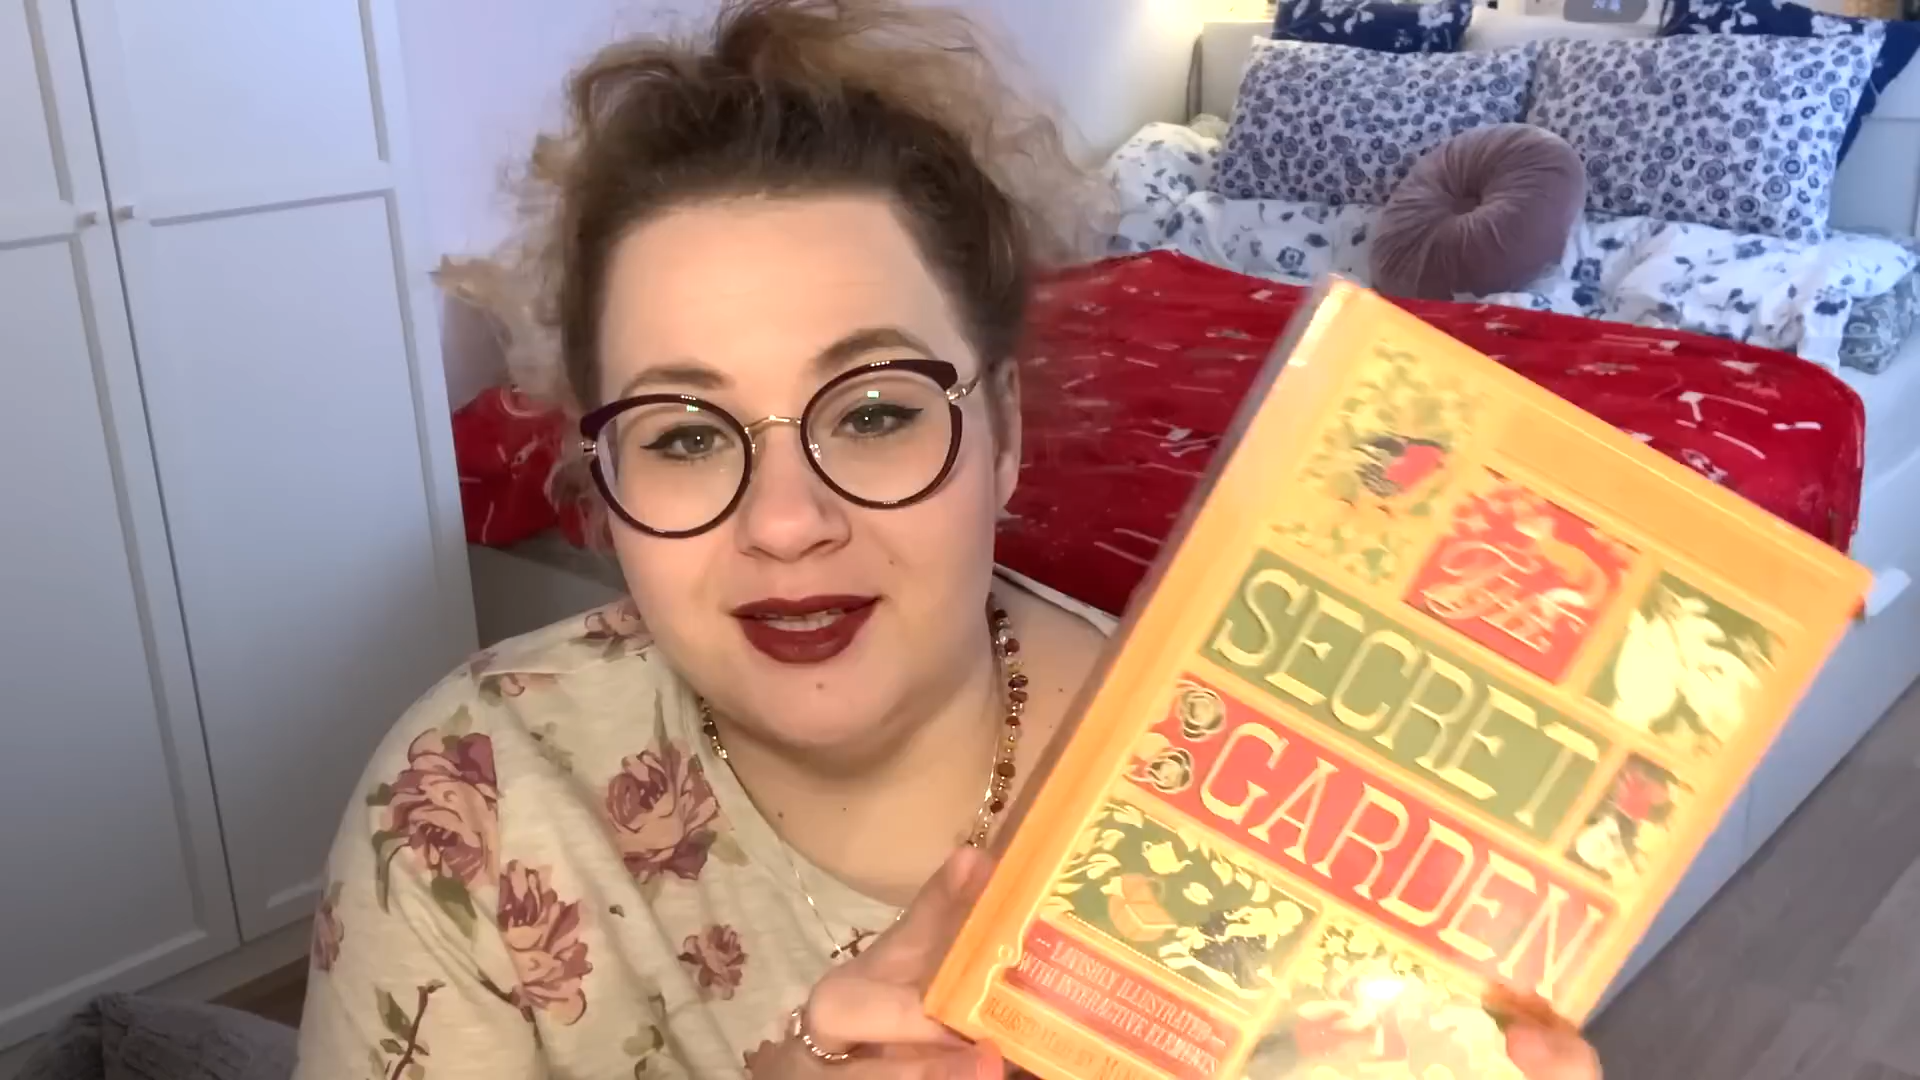 The
SECRET
GARDEN
— LAVISHLY ILLUSTRATED —
WITH INTERACTIVE ELEMENTS